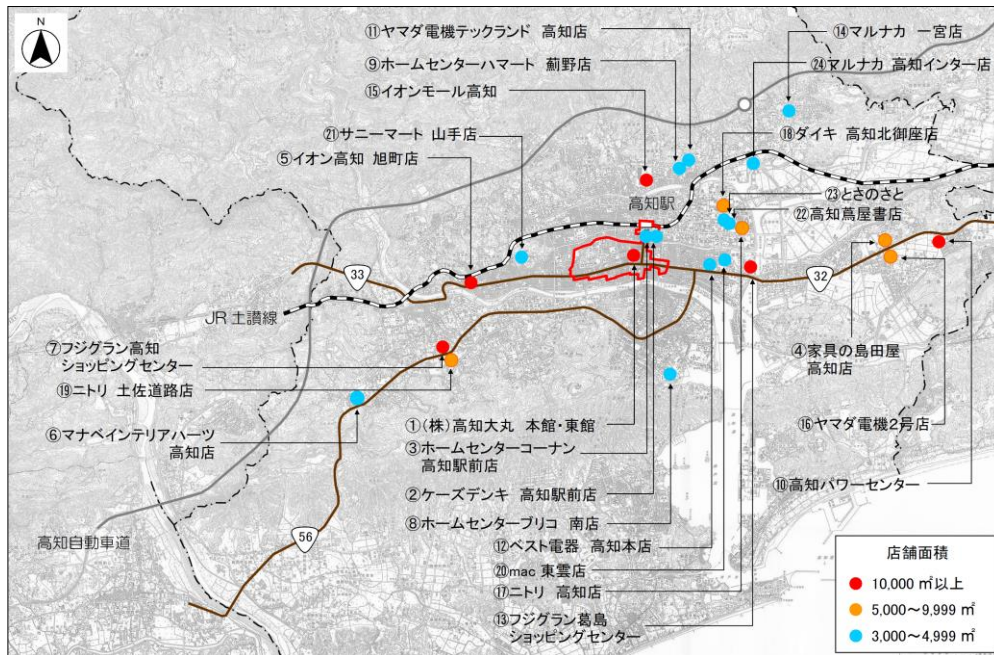 N
⑪ヤマダ電機テックランド 高知店
⑨ホームセンターハマート 薊野店
⑮イオンモール高知
㉑サニーマート 山手店
⑤イオン高知 旭町店
⑭マルナカ 一宮店
㉔マルナカ 高知インター店
⑱ダイキ 高知北御座店
㉓とさのさと
㉒高知蔦屋書店
高知駅
33
32
JR土讃線
⑦フジグラン高知
ショッピングセンター
⑲ニトリ 土佐道路店
⑥マナベインテリアハーツ
高知店
④家具の島田屋
高知店
⑯ヤマダ電機2号店
⑩高知パワーセンター
①(株)高知大丸 本館・東館
③ホームセンターコーナン
高知駅前店
②ケーズデンキ 高知駅前店
⑧ホームセンターブリコ 南店
⑫ベスト電器 高知本店
⑳mac 東雲店
⑰ニトリ 高知店
⑬フジグラン葛島
ショッピングセンター
高知自動車道
56
店舗面積
10,000 ㎡以上
5,000～9,999 ㎡
3,000～4,999 ㎡